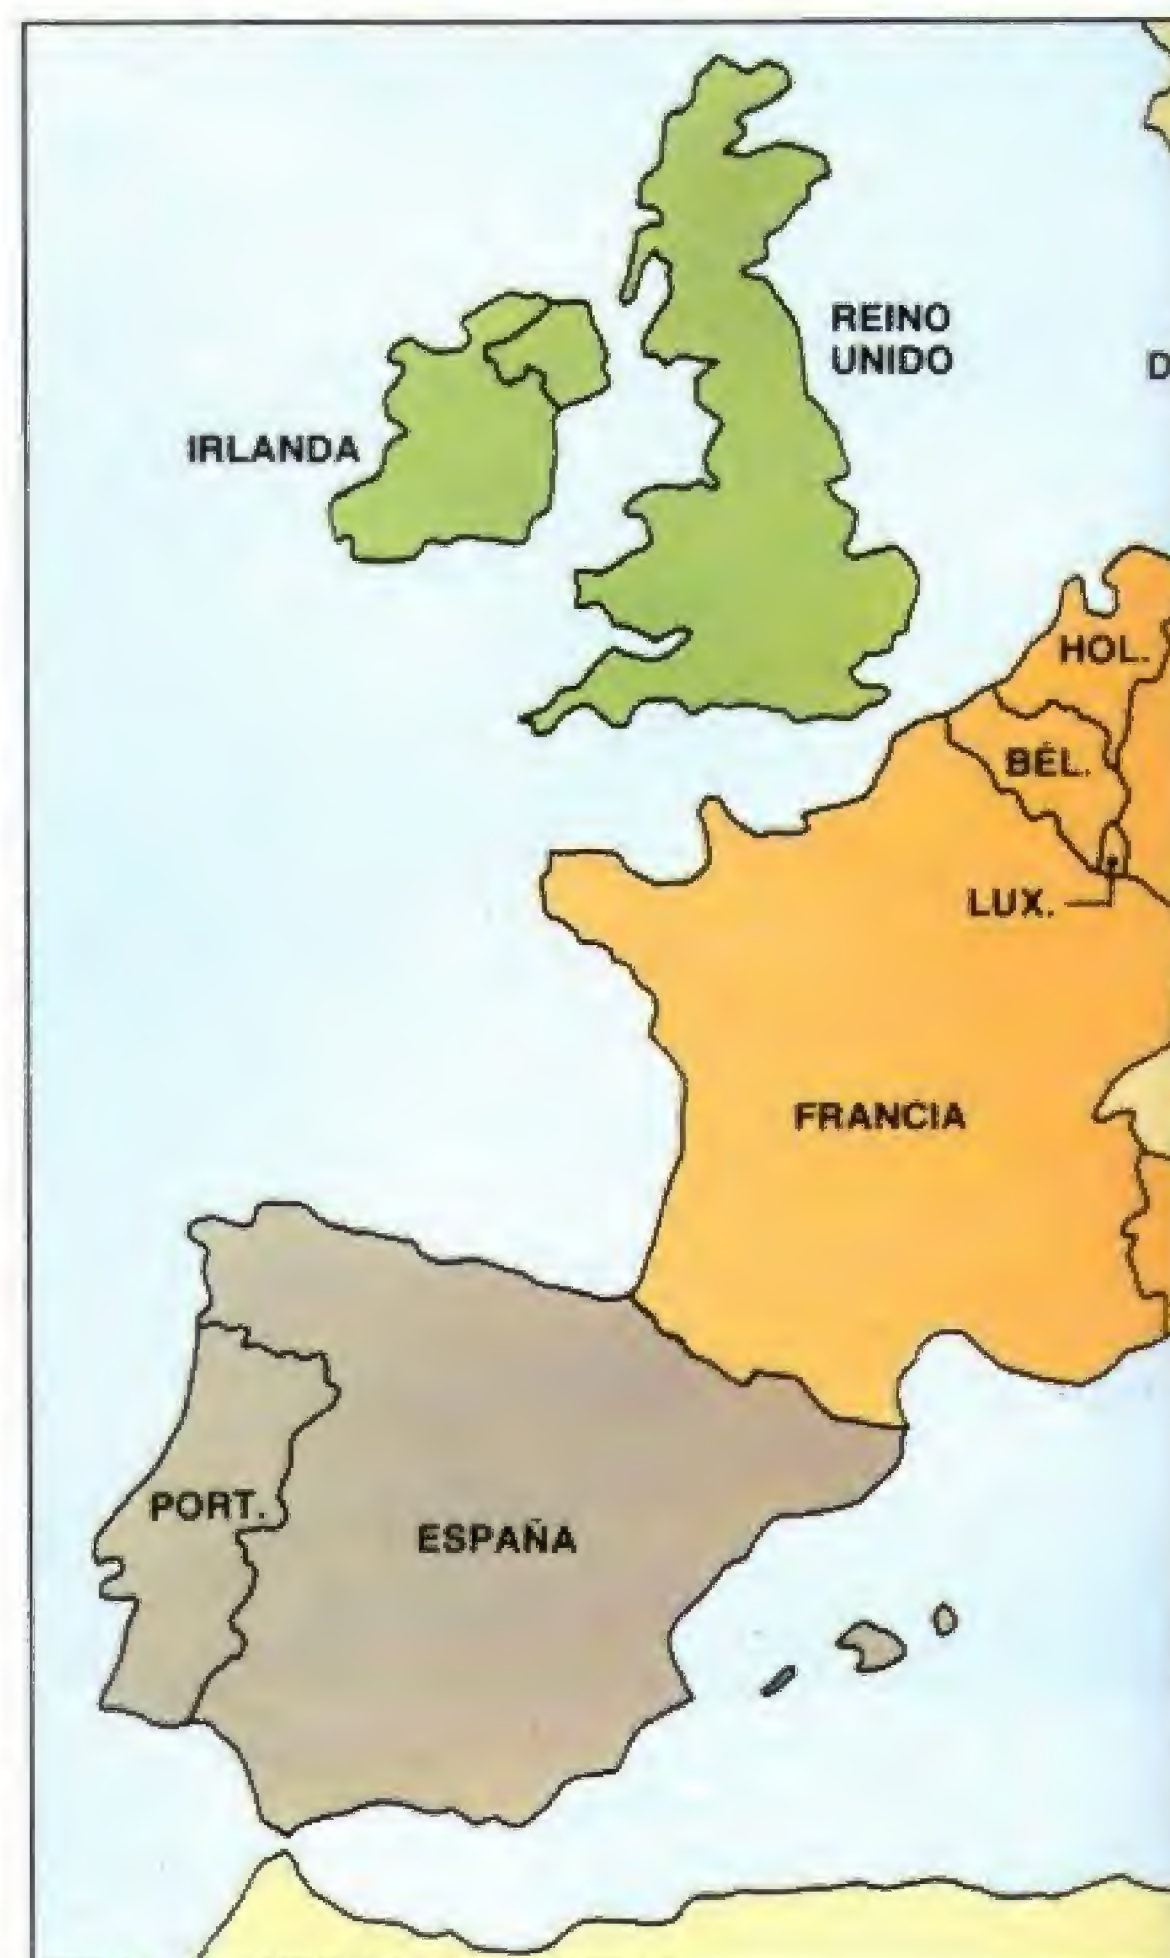 REINO
UNIDO
D
IRLANDA
HOL.
BÉL.
LUX.
FRANCIA
PORT.
ESPAÑA